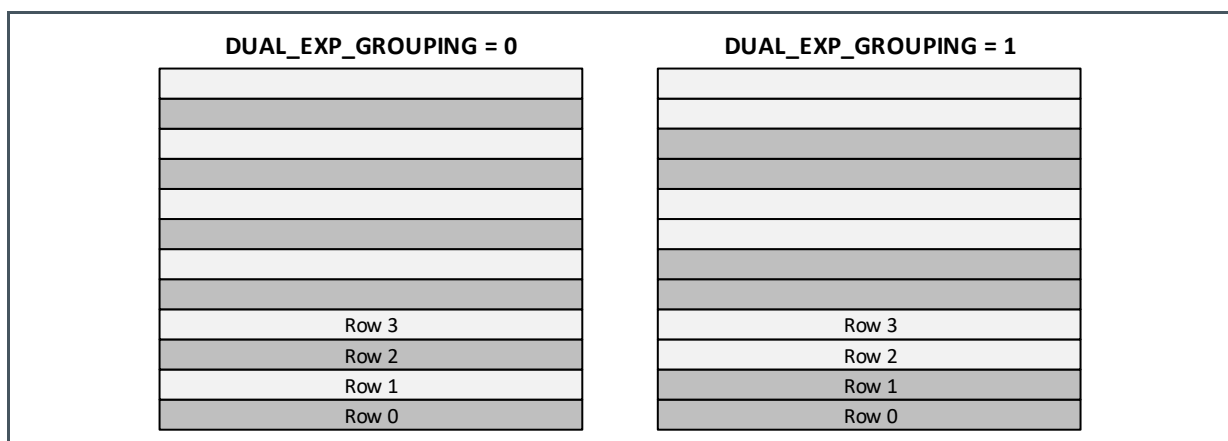 DUAL_EXP_GROUPING = 0
DUAL_EXP_GROUPING = 1
Row 3
Row 2
Row 1
Row 0
Row 3
Row 2
Row 1
Row 0